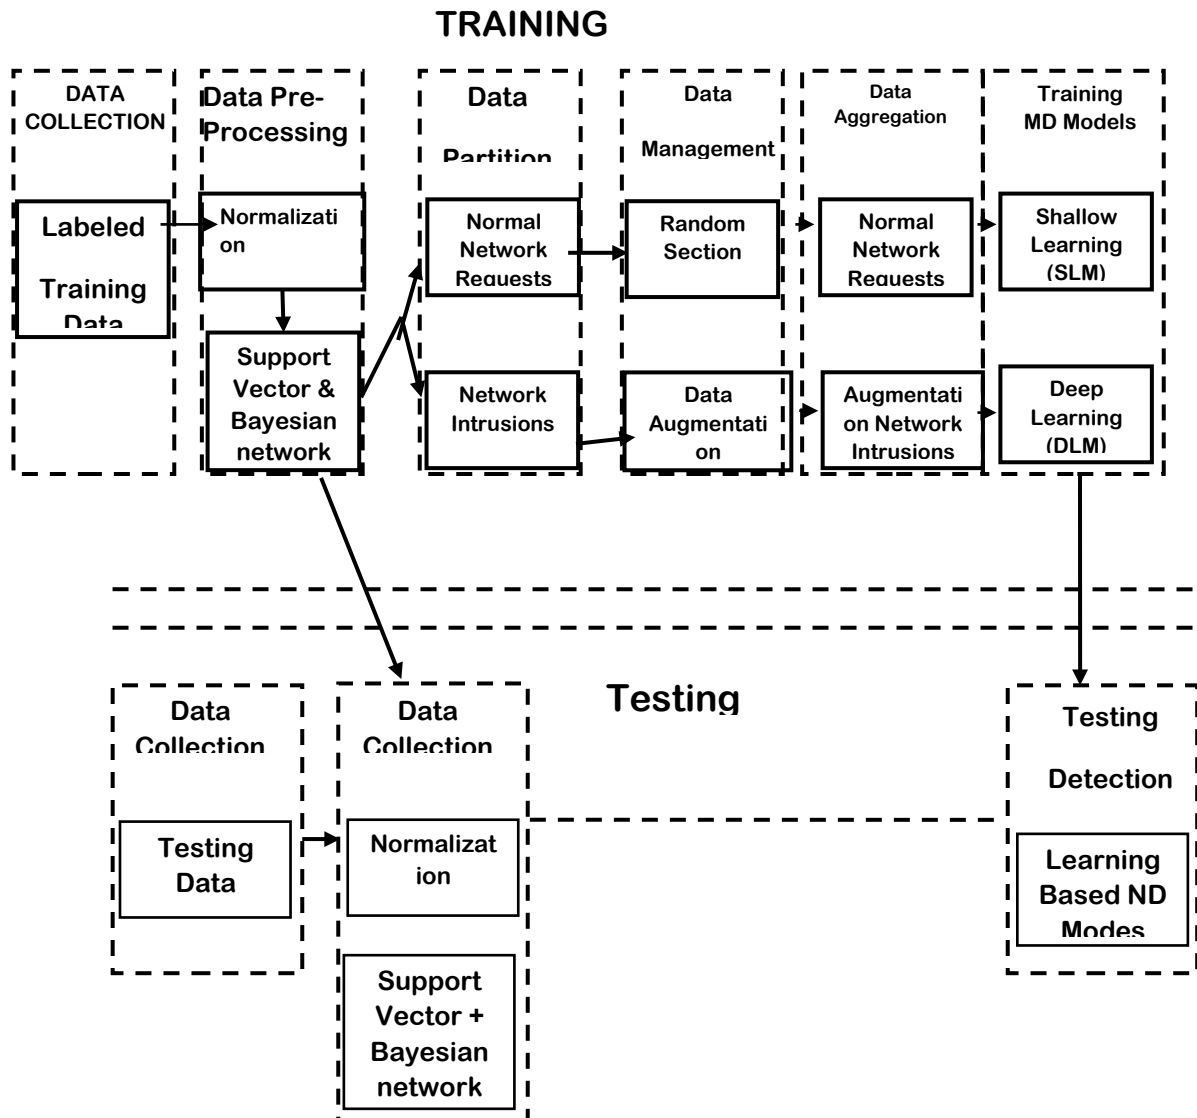 TRAINING
DATA
COLLECTION
Labeled
Training
Data
Data Pre-
Processing
Normalizati
on
Support
Vector &
Bayesian
network
Data
Partition
Normal
Network
Requests
Network
Intrusions
Data
Management
Random
Section
Data
Augmentati
on
Data
Aggregation
Normal
Network
Requests
Augmentati
on Network
Intrusions
Training
MD Models
Shallow
Learning
(SLM)
Deep
Learning
(DLM)
Testing
Data
Collection
Testing
Data
Data
Collection
Normalizat
ion
Support
Vector +
Bayesian
network
Testing
Detection
Learning
Based ND
Modes